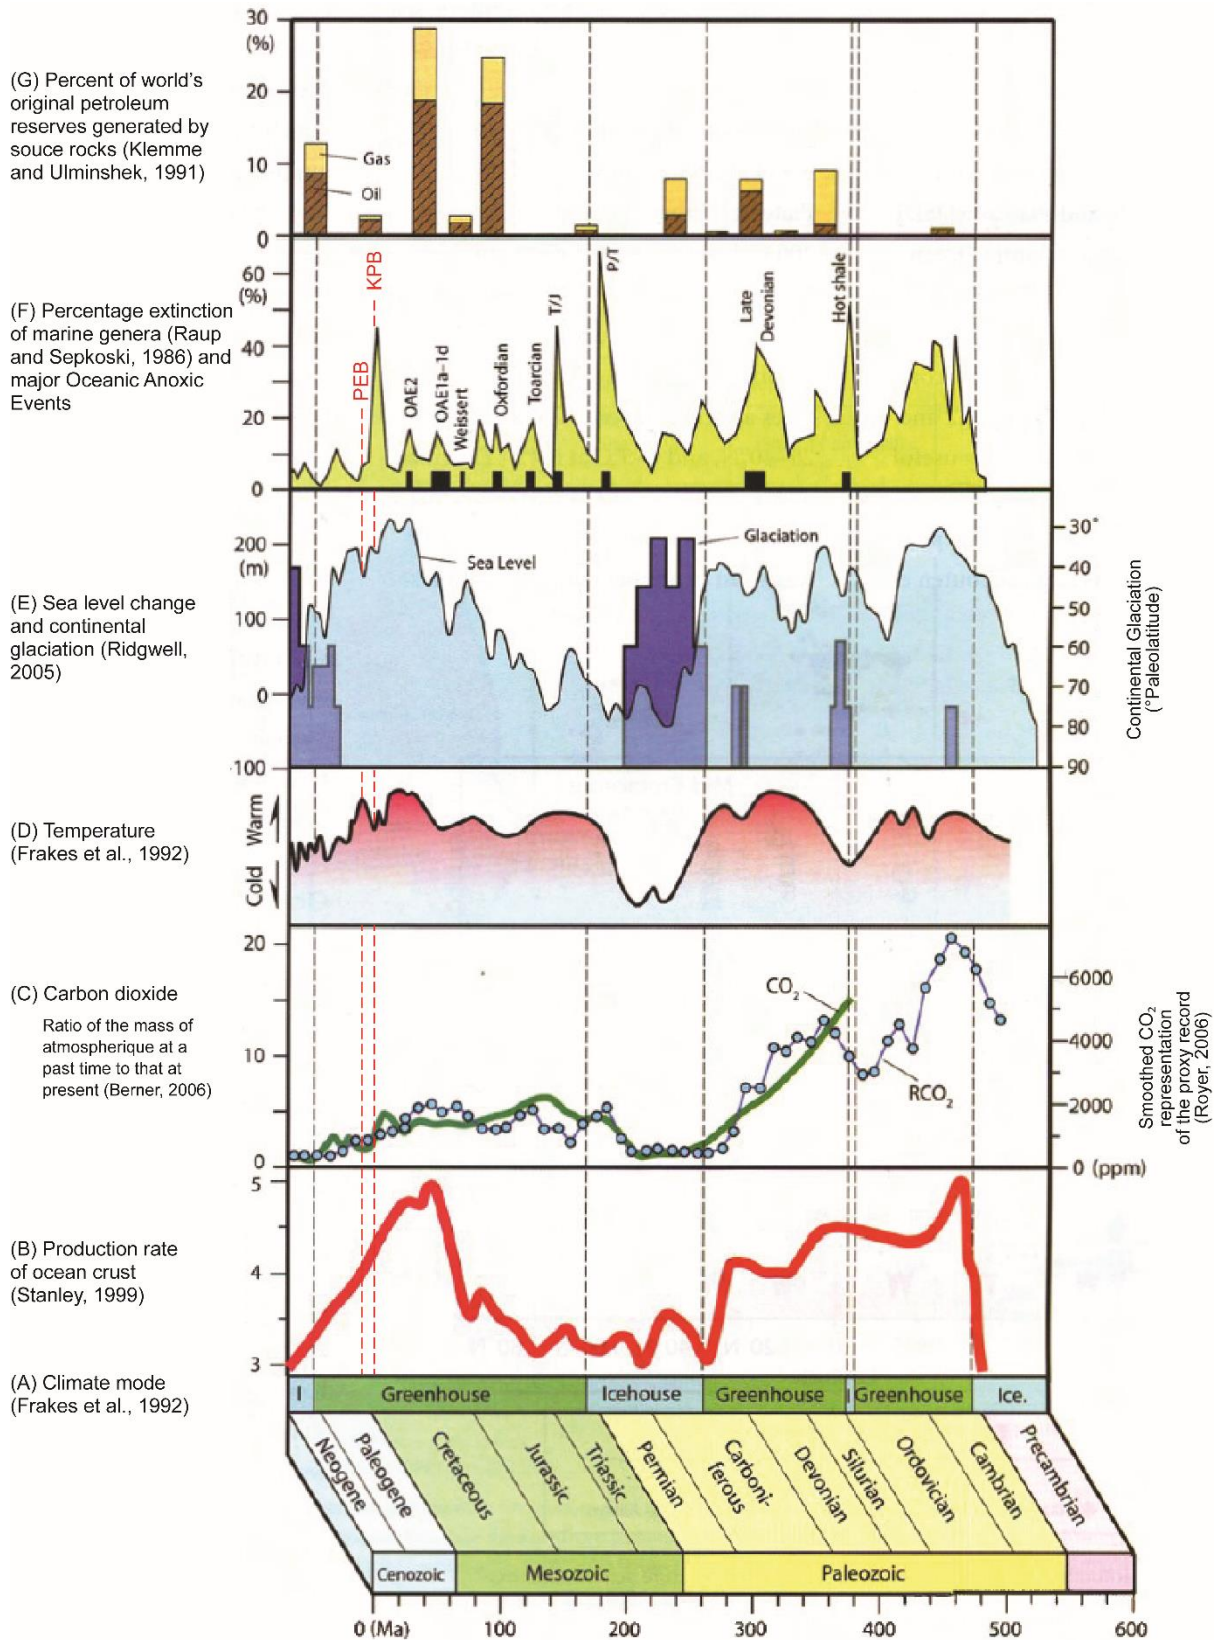 30
(%)
20
10
0
(G) Percent of world's
original petroleum
reserves generated by
souce rocks (Klemme
and Ulminshek, 1991)
Gas
Oil
60
(%)
40
20
0
(F) Percentage extinction
of marine genera (Raup
and Sepkoski, 1986) and
major Oceanic Anoxic
Events
PEB
KPB
OAE2
OAE1a–1d
Weissert
Oxfordian
Toarcian
T/J
P/T
Late
Devonian
Hot shale
200
(m)
100
0
-100
(E) Sea level change
and continental
glaciation (Ridgwell,
2005)
Sea Level
Glaciation
30°
40
50
60
70
80
90
Continental Glaciation
(°Paleolatitude)
(D) Temperature
(Frakes et al., 1992)
Warm
Cold
20
10
0
(C) Carbon dioxide
Ratio of the mass of
atmospherique at a
past time to that at
present (Berner, 2006)
CO2
RCO2
6000
4000
2000
0 (ppm)
Smoothed CO2
representation
of the proxy record
(Royer, 2006)
5
4
3
(B) Production rate
of ocean crust
(Stanley, 1999)
(A) Climate mode
(Frakes et al., 1992)
I
Greenhouse
Icehouse
Greenhouse
I
Greenhouse
Ice.
Neogene
Paleogene
Cretaceous
Jurassic
Triassic
Permian
Carboni-
ferous
Devonian
Silurian
Ordovician
Cambrian
Precambrian
Cenozoic
Mesozoic
Paleozoic
0 (Ma)
100
200
300
400
500
600